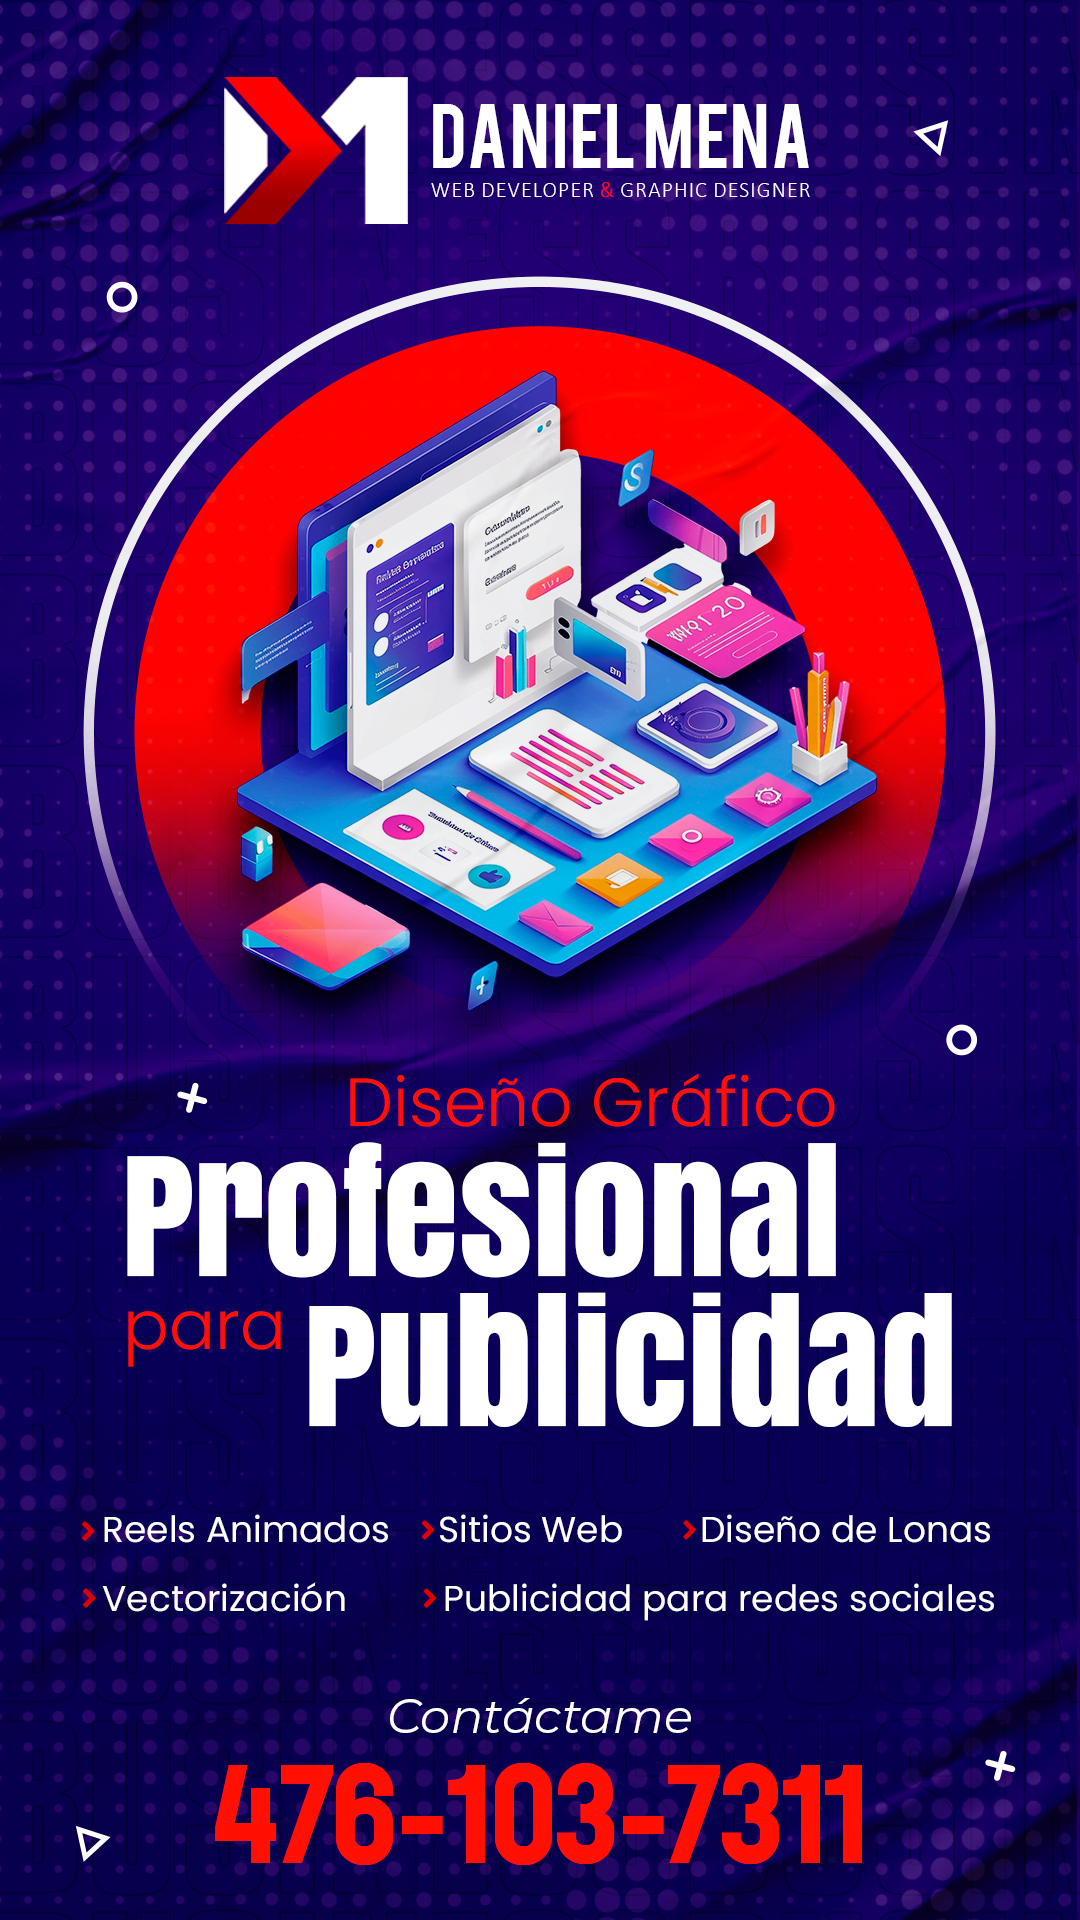 DANIEL MENA
WEB DEVELOPER & GRAPHIC DESIGNER
Diseño Gráfico
Profesional
para Publicidad
Reels Animados
Sitios Web
Diseño de Lonas
Vectorización
Publicidad para redes sociales
Contáctame
476-103-7311